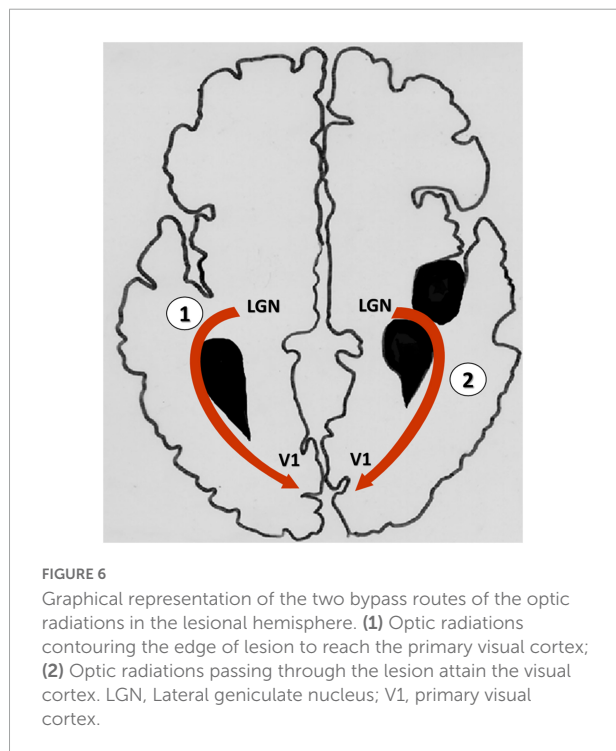 1
LGN
LGN
2
V1
V1
FIGURE 6
Graphical representation of the two bypass routes of the optic
radiations in the lesional hemisphere. (1) Optic radiations
contouring the edge of lesion to reach the primary visual cortex;
(2) Optic radiations passing through the lesion attain the visual
cortex. LGN, Lateral geniculate nucleus; V1, primary visual
cortex.